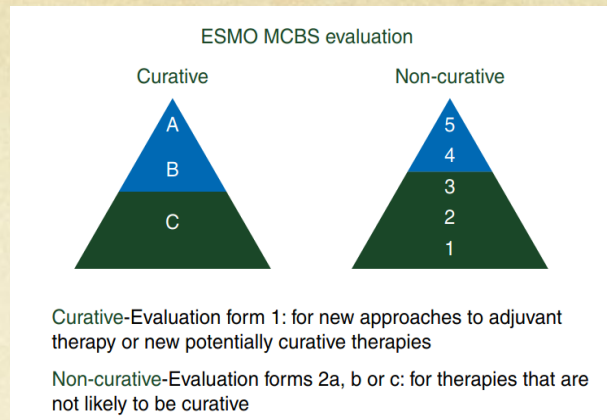 ESMO MCBS evaluation
Curative
Non-curative
A
B
C
5
4
3
2
1
Curative-Evaluation form 1: for new approaches to adjuvant
therapy or new potentially curative therapies
Non-curative-Evaluation forms 2a, b or c: for therapies that are
not likely to be curative